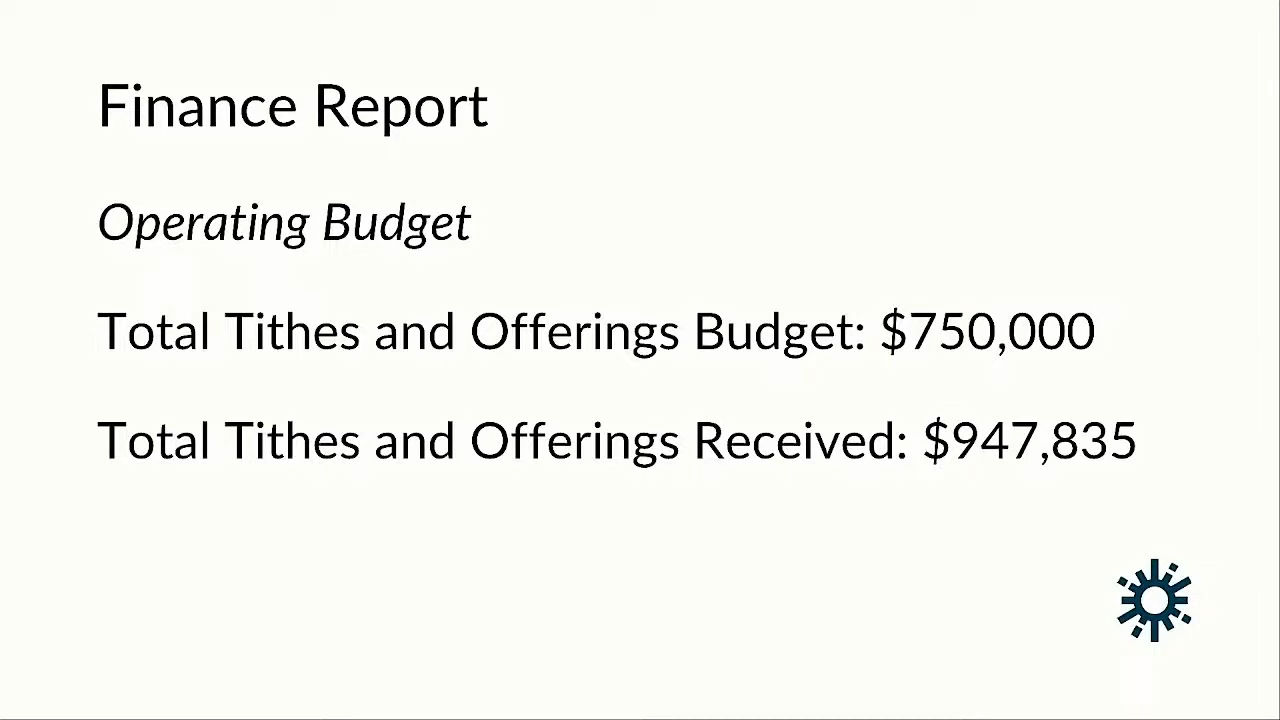 Finance Report
Operating Budget
Total Tithes and Offerings Budget: $750,000
Total Tithes and Offerings Received: $947,835